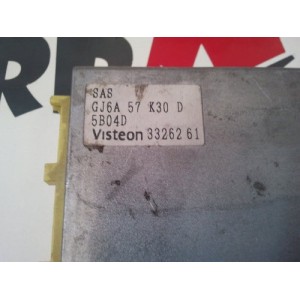 SAS
GJ6A 57 K30 D
5B04D
Visteon 33262 61